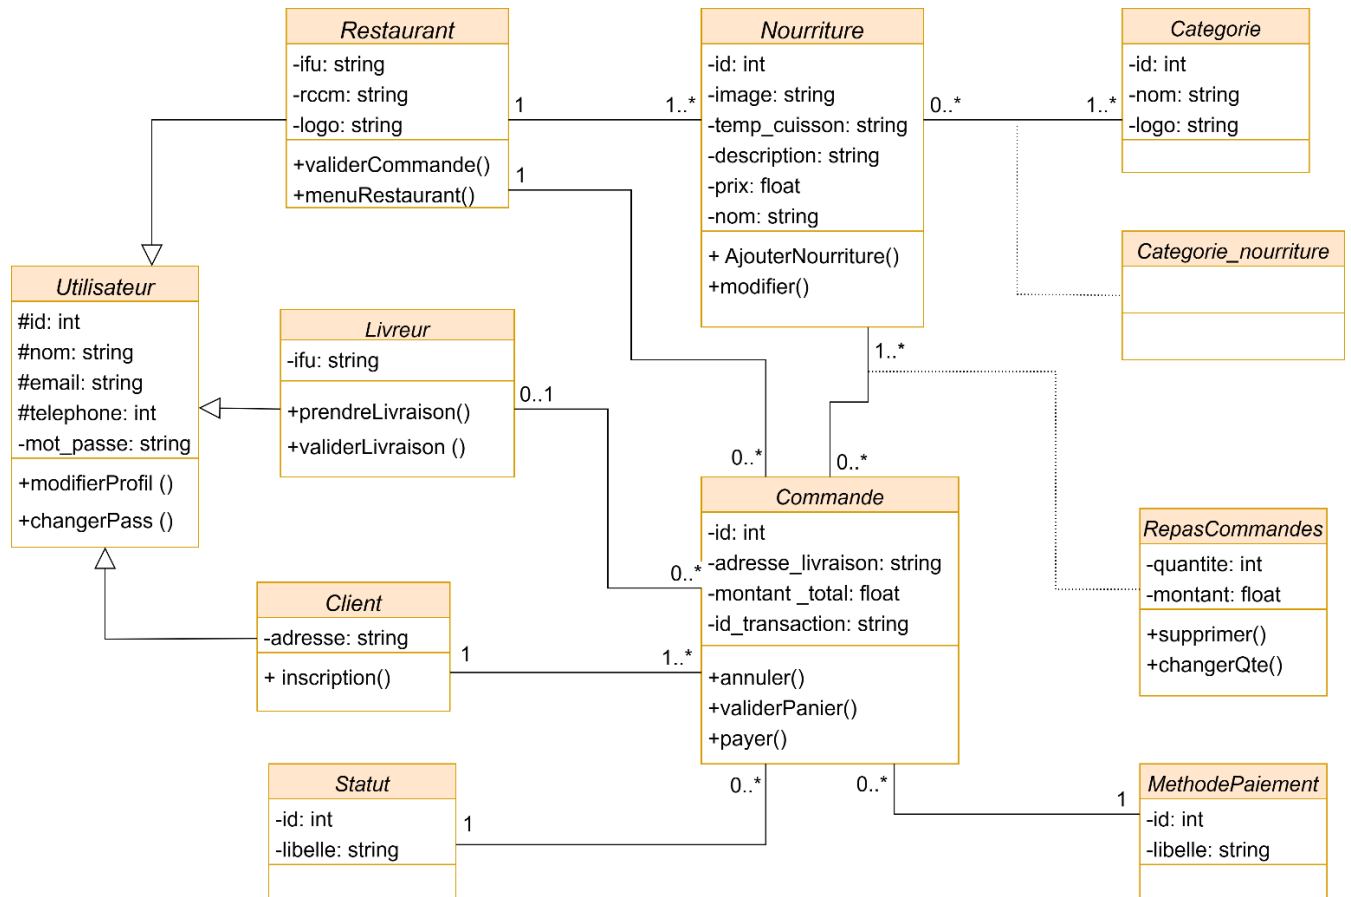 Restaurant
-ifu: string
-rccm: string
-logo: string
+validerCommande()
+menuRestaurant()
1
1..*
1
Nourriture
-id: int
-image: string
-temp_cuisson: string
-description: string
-prix: float
-nom: string
+ AjouterNourriture()
+modifier()
0..*
1..*
Categorie
-id: int
-nom: string
-logo: string
Categorie_nourriture
Utilisateur
#id: int
#nom: string
#email: string
#telephone: int
-mot_passe: string
+modifierProfil ()
+changerPass ()
Livreur
-ifu: string
+prendreLivraison()
+validerLivraison ()
0..1
1..*
0..*
0..*
0..*
Commande
-id: int
-adresse_livraison: string
-montant _total: float
-id_transaction: string
+annuler()
+validerPanier()
+payer()
RepasCommandes
-quantite: int
-montant: float
+supprimer()
+changerQte()
Client
-adresse: string
+ inscription()
1
1..*
Statut
-id: int
-libelle: string
1
0..*
0..*
1
MethodePaiement
-id: int
-libelle: string